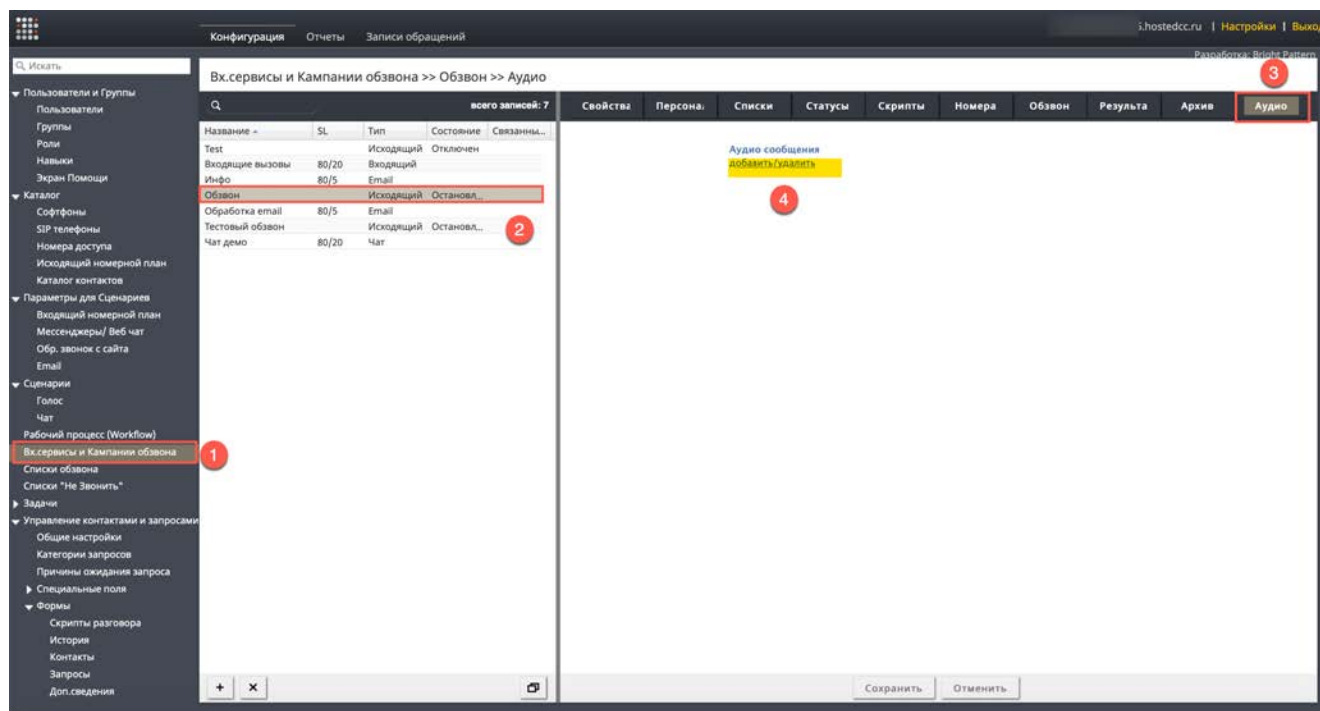 Конфигурация Отчеты Записи обращений
.hostedcc.ru | Настройки | Выхо
Разработка: Bright Pattern
Искать
Пользователи и Группы
Пользователи
Группы
Роли
Навыки
Экран Помощи
Каталог
Софтфоны
SIP телефоны
Номера доступа
Исходящий номерной план
Каталог контактов
Параметры для Сценариев
Входящий номерной план
Мессенджеры/ Веб чат
Обр. звонок с сайта
Email
Сценарии
Голос
Чат
Рабочий процесс (Workflow)
Вх.сервисы и Кампании обзвона
1
Списки обзвона
Списки "Не Звонить"
Задачи
Управление контактами и запросами
Общие настройки
Категории запросов
Причины ожидания запроса
Специальные поля
Формы
Скрипты разговора
История
Контакты
Запросы
Доп.сведения
Вх.сервисы и Кампании обзвона >> Обзвон >> Аудио
всего записей: 7
Название SL Тип Состояние Связанны...
Test Исходящий Отключен
Входящие вызовы 80/20 Входящий
Инфо 80/5 Email
Обзвон Исходящий Остановл...
Обработка email 80/5 Email
Тестовый обзвон Исходящий Остановл...
2
Чат демо 80/20 Чат
3
Свойства Персона. Списки Статусы Скрипты Номера Обзвон Результа Архив Аудио
Аудио сообщения
добавить/удалить
4
Сохранить Отменить